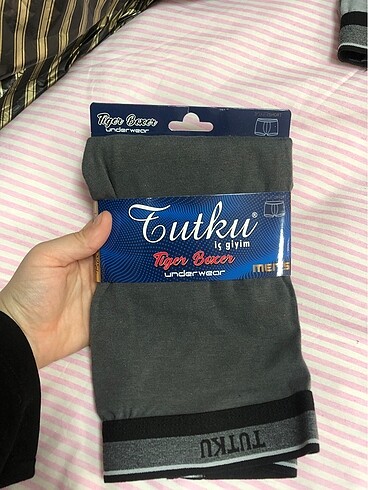 Tiger Boxer
underwear
Tutku®
iç giyim
Tiger Boxer
underwear
MEN'S
TUTKU